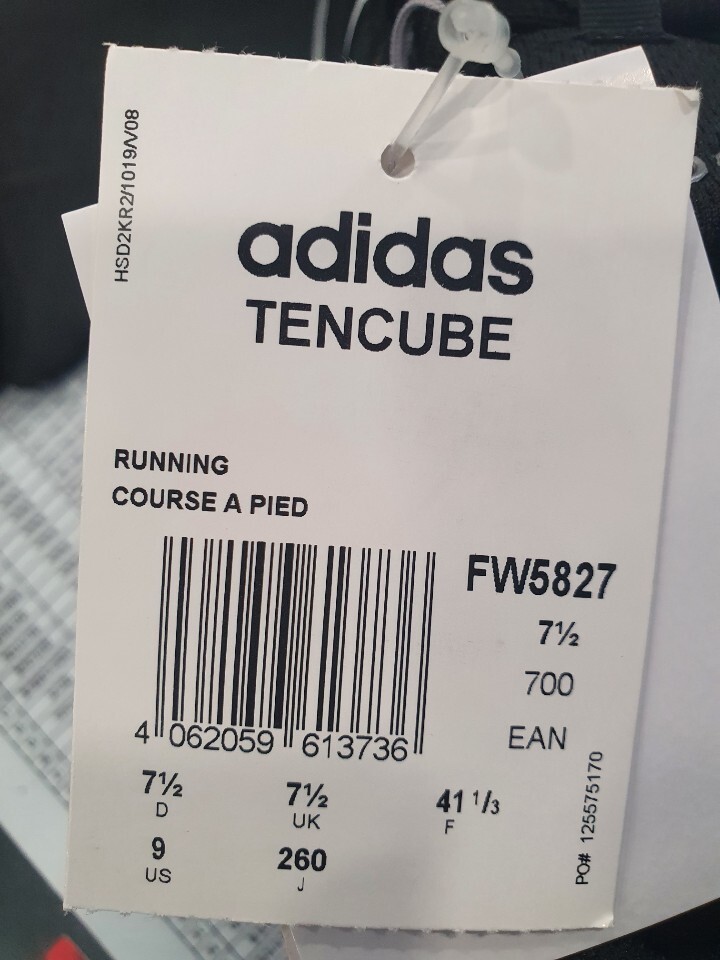 HSD2KR2/1019/V08
adidas
TENCUBE
RUNNING
COURSE A PIED
FW5827
7½
700
EAN
4 062059 613736
7½ 7½ 41 1/3
D UK F
9 260
US J
PO# 125575170